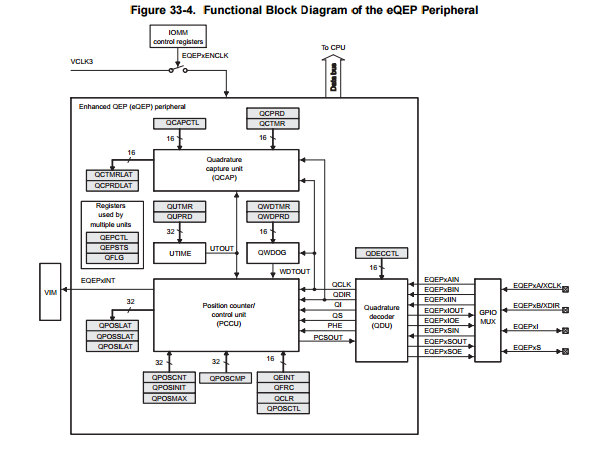 Figure 33-4. Functional Block Diagram of the eQEP Peripheral
IOMM
control registers
EQEPxENCLK
VCLK3
To CPU
Data bus
Enhanced QEP (eQEP) peripheral
QCPRD
QCAPCTL
QCTMR
16
16
16
QCTMRLAT
QCPRDLAT
Quadrature
capture unit
(QCAP)
Registers
used by
multiple units
QEPCTL
QEPSTS
QFLG
QUTMR
QUPRD
32
QWDTMR
QWDPRD
16
UTIME
UTOUT
QWDOG
WDTOUT
QDECCTL
16
VIM
EQEPxINT
32
QPOSLAT
QPOSSLAT
QPOSILAT
Position counter/
control unit
(PCCU)
QCLK
QDIR
QI
QS
PHE
PCSOUT
Quadrature
decoder
(QDU)
EQEPxAIN
EQEPxBIN
EQEPxIIN
EQEPxIOUT
EQEPxIOE
EQEPxSIN
EQEPxSOUT
EQEPxSOE
GPIO
MUX
EQEPxA/XCLK
EQEPxB/XDIR
EQEPxI
EQEPxS
32
32
16
QPOSCNT
QPOSINIT
QPOSMAX
QPOSCMP
QEINT
QFRC
QCLR
QPOSCTL